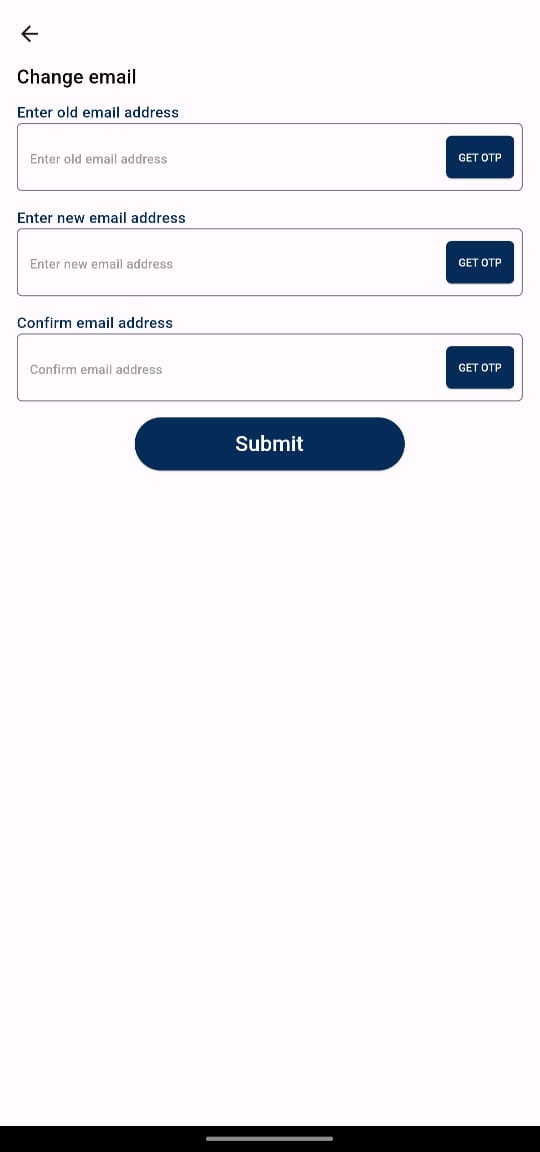 Change email
Enter old email address
Enter old email address
GET OTP
Enter new email address
Enter new email address
GET OTP
Confirm email address
Confirm email address
GET OTP
Submit